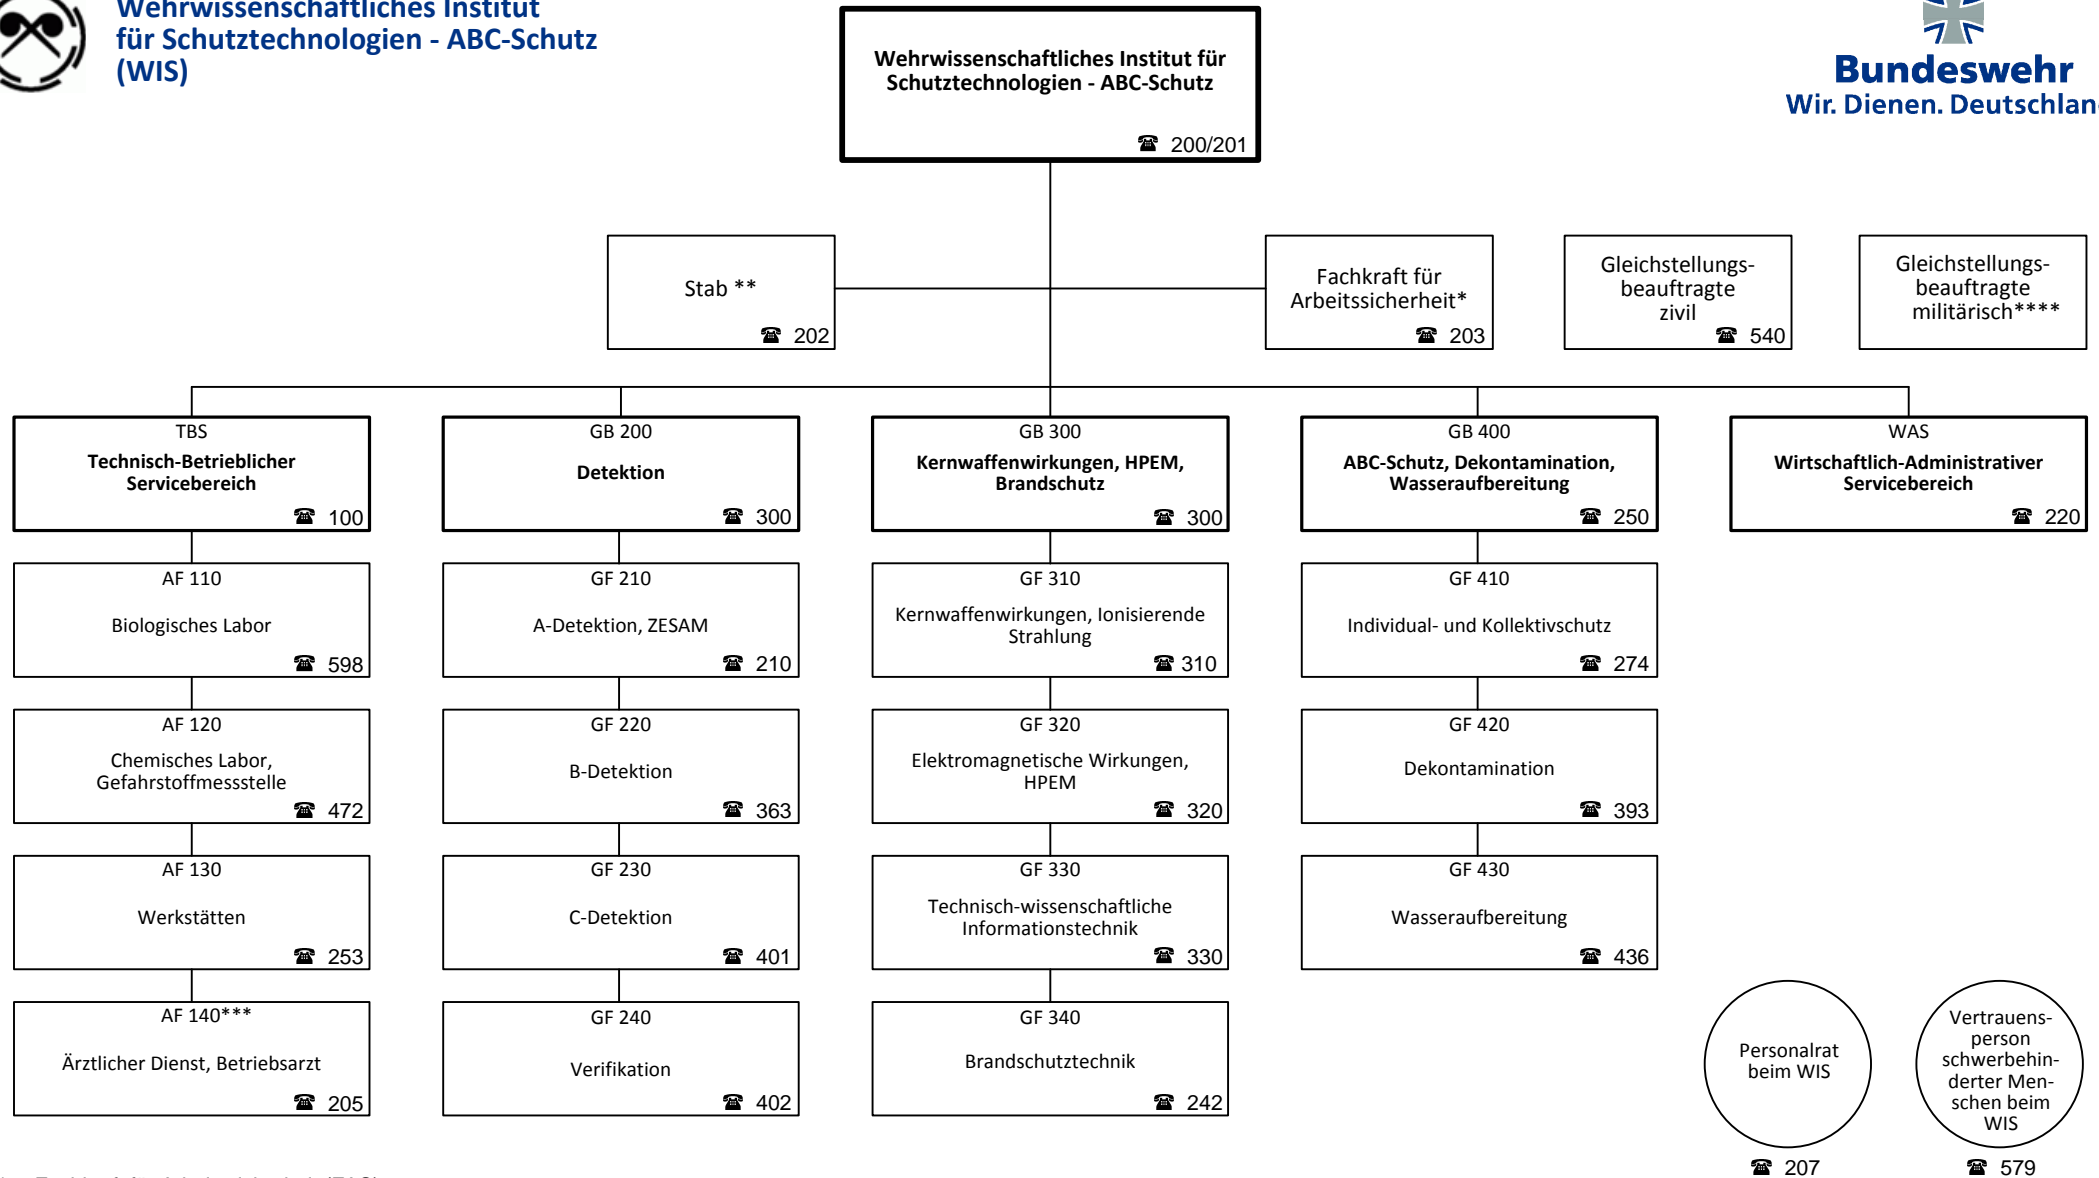 Wehrwissenschaftliches Institut
für Schutztechnologien - ABC-Schutz
(WIS)
Wehrwissenschaftliches Institut für
Schutztechnologien - ABC-Schutz
☎ 200/201
Bundeswehr
Wir. Dienen. Deutschlan
Stab **
☎ 202
Fachkraft für
Arbeitssicherheit*
☎ 203
Gleichstellungs-
beauftragte
zivil
☎ 540
Gleichstellungs-
beauftragte
militärisch****
TBS
Technisch-Betrieblicher
Servicebereich
☎ 100
GB 200
Detektion
☎ 300
GB 300
Kernwaffenwirkungen, HPEM,
Brandschutz
☎ 300
GB 400
ABC-Schutz, Dekontamination,
Wasseraufbereitung
☎ 250
WAS
Wirtschaftlich-Administrativer
Servicebereich
☎ 220
AF 110
Biologisches Labor
☎ 598
GF 210
A-Detektion, ZESAM
☎ 210
GF 310
Kernwaffenwirkungen, Ionisierende
Strahlung
☎ 310
GF 410
Individual- und Kollektivschutz
☎ 274
AF 120
Chemisches Labor,
Gefahrstoffmessstelle
☎ 472
GF 220
B-Detektion
☎ 363
GF 320
Elektromagnetische Wirkungen,
HPEM
☎ 320
GF 420
Dekontamination
☎ 393
AF 130
Werkstätten
☎ 253
GF 230
C-Detektion
☎ 401
GF 330
Technisch-wissenschaftliche
Informationstechnik
☎ 330
GF 430
Wasseraufbereitung
☎ 436
AF 140***
Ärztlicher Dienst, Betriebsarzt
☎ 205
GF 240
Verifikation
☎ 402
GF 340
Brandschutztechnik
☎ 242
Personalrat
beim WIS
☎ 207
Vertrauens-
person
schwerbehin-
derter Men-
schen beim
WIS
☎ 579